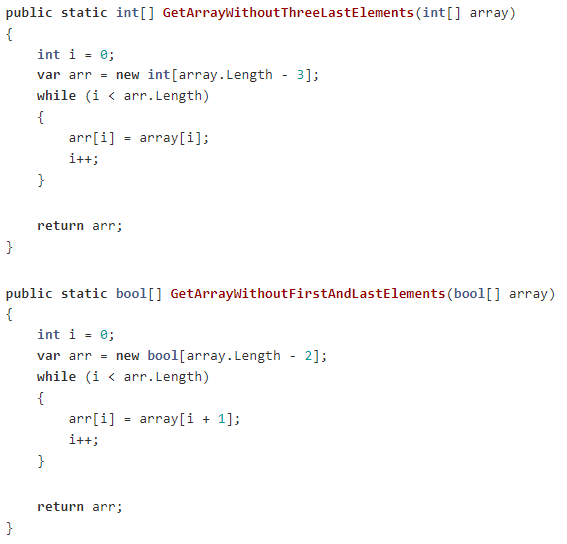 public static int[] GetArrayWithoutThreeLastElements(int[] array)
{
    int i = 0;
    var arr = new int[array.Length - 3];
    while (i < arr.Length)
    {
        arr[i] = array[i];
        i++;
    }

    return arr;
}

public static bool[] GetArrayWithoutFirstAndLastElements(bool[] array)
{
    int i = 0;
    var arr = new bool[array.Length - 2];
    while (i < arr.Length)
    {
        arr[i] = array[i + 1];
        i++;
    }

    return arr;
}